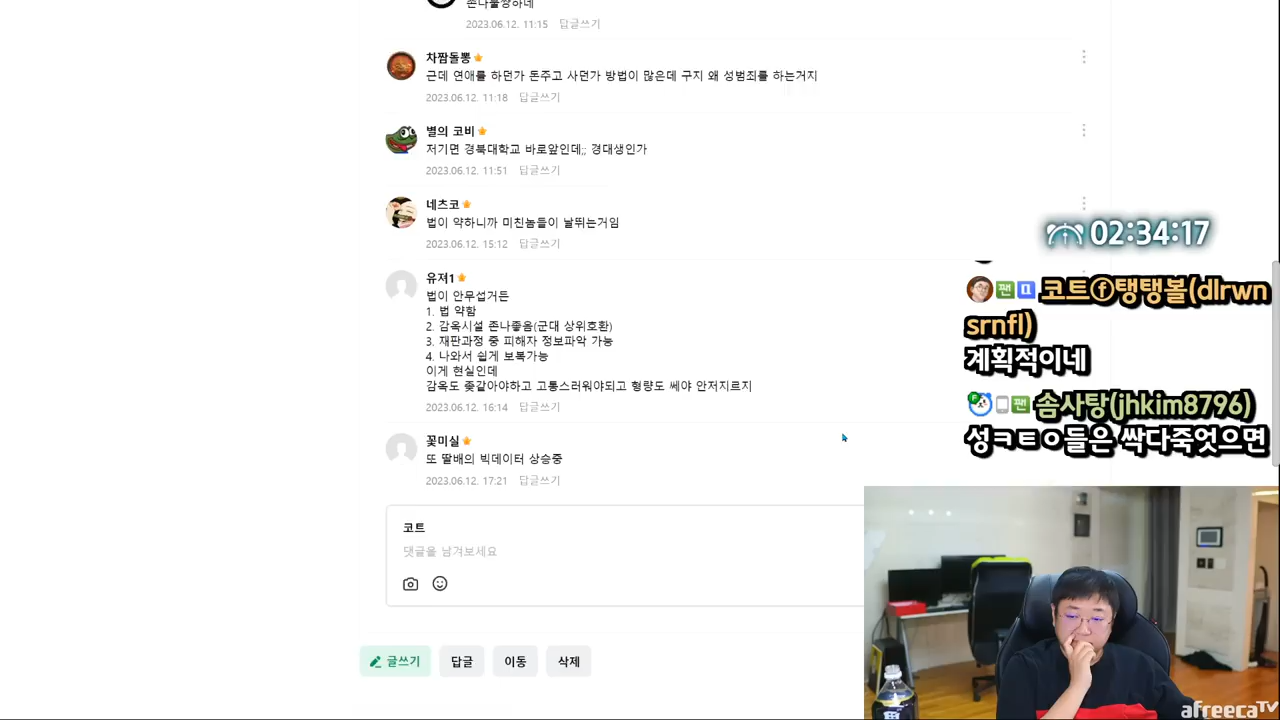 존나불쌍하네
2023.06.12. 11:15 답글쓰기
차짬돌뽕
근데 연애를 하던가 돈주고 사던가 방법이 많은데 구지 왜 성범죄를 하는거지
2023.06.12. 11:18 답글쓰기
별의 코비
저기면 경북대학교 바로앞인데;; 경대생인가
2023.06.12. 11:51 답글쓰기
네츠코
법이 약하니까 미친놈들이 날뛰는거임
2023.06.12. 15:12 답글쓰기
유져1
법이 안무섭거든
1. 법 약함
2. 감옥시설 존나좋음(군대 상위호환)
3. 재판과정 중 피해자 정보파악 가능
4. 나와서 쉽게 보복가능
이게 현실인데
감옥도 좆같아야하고 고통스러워야되고 형량도 쎄야 안저지르지
2023.06.12. 16:14 답글쓰기
꽃미실
또 딸배의 빅데이터 상승중
2023.06.12. 17:21 답글쓰기
코트
댓글을 남겨보세요
글쓰기 답글 이동 삭제
02:34:17
팬 코트ⓕ탱탱볼(dlrwn
srnfl)
계획적이네
F 팬 솜사탕(jhkim8796)
성ㅋㅌㅇ들은 싹다죽엇으면
afreecaTV